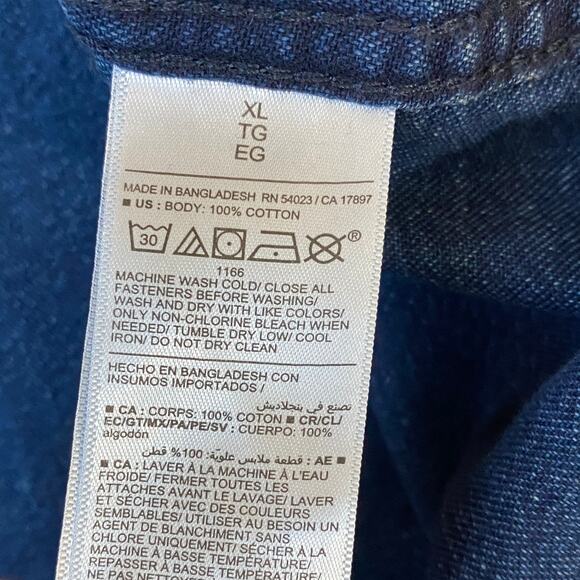 XL
TG
EG
MADE IN BANGLADESH RN 54023 / CA 17897
■ US : BODY: 100% COTTON
30 ®
1166
MACHINE WASH COLD/ CLOSE ALL
FASTENERS BEFORE WASHING/
WASH AND DRY WITH LIKE COLORS/
ONLY NON-CHLORINE BLEACH WHEN
NEEDED/ TUMBLE DRY LOW/ COOL
IRON/ DO NOT DRY CLEAN
HECHO EN BANGLADESH CON
INSUMOS IMPORTADOS /
تصنع في بنجلاديش
■ CA : CORPS: 100% COTON ■ CR/CL/
EC/GT/MX/PA/PE/SV : CUERPO: 100%
algodón
■ AE : قطعة ملابس علويّة: 100% قطن
■ CA : LAVER À LA MACHINE À L'EAU
FROIDE/ FERMER TOUTES LES
ATTACHES AVANT LE LAVAGE/ LAVER
ET SÉCHER AVEC DES COULEURS
SEMBLABLES/ UTILISER AU BESOIN UN
AGENT DE BLANCHIMENT SANS
CHLORE UNIQUEMENT/ SÉCHER À LA
MACHINE À BASSE TEMPÉRATURE/
À BASSE TEMPÉRATURE/
NE PAS NETTOYER